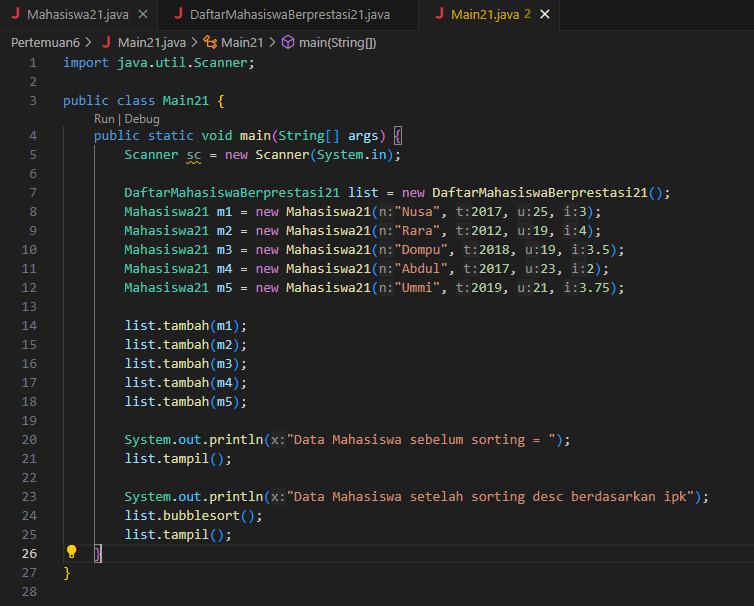 J Mahasiswa21.java ×
J DaftarMahasiswaBerprestasi21.java
J Main21.java 2 ×
Pertemuan6 > J Main21.java > Main21 > main(String[])
1 import java.util.Scanner;
2
3 public class Main21 {
Run | Debug
4 public static void main(String[] args) {
5 Scanner sc = new Scanner(System.in);
6
7 DaftarMahasiswaBerprestasi21 list = new DaftarMahasiswaBerprestasi21();
8 Mahasiswa21 m1 = new Mahasiswa21(n:"Nusa", t:2017, u:25, i:3);
9 Mahasiswa21 m2 = new Mahasiswa21(n:"Rara", t:2012, u:19, i:4);
10 Mahasiswa21 m3 = new Mahasiswa21(n:"Dompu", t:2018, u:19, i:3.5);
11 Mahasiswa21 m4 = new Mahasiswa21(n:"Abdul", t:2017, u:23, i:2);
12 Mahasiswa21 m5 = new Mahasiswa21(n:"Ummi", t:2019, u:21, i:3.75);
13
14 list.tambah(m1);
15 list.tambah(m2);
16 list.tambah(m3);
17 list.tambah(m4);
18 list.tambah(m5);
19
20 System.out.println(x:"Data Mahasiswa sebelum sorting = ");
21 list.tampil();
22
23 System.out.println(x:"Data Mahasiswa setelah sorting desc berdasarkan ipk");
24 list.bubblesort();
25 list.tampil();
26 }
27 }
28